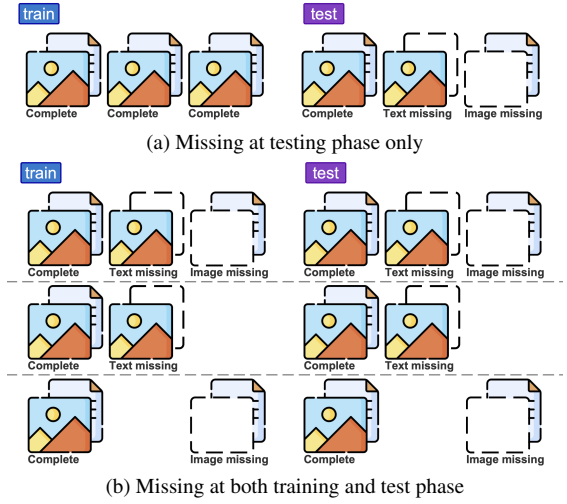 train test
Complete Complete Complete Complete Text missing Image missing
(a) Missing at testing phase only
train test
Complete Text missing Image missing Complete Text missing Image missing
Complete Text missing Complete Text missing
Complete Image missing Complete Image missing
(b) Missing at both training and test phase